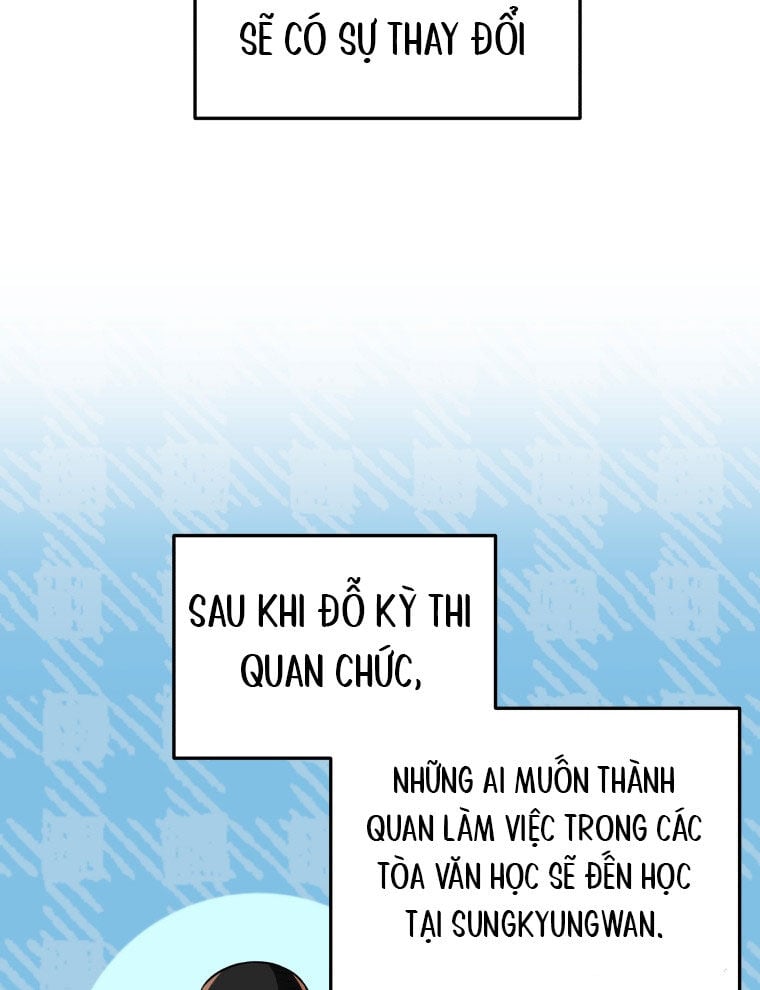 SẼ CÓ SỰ THAY ĐỔI
SAU KHI ĐỖ KỲ THI
QUAN CHỨC,
NHỮNG AI MUỐN THÀNH
QUAN LÀM VIỆC TRONG CÁC
TÒA VĂN HỌC SẼ ĐẾN HỌC
TẠI SUNGKYUNGWAN.